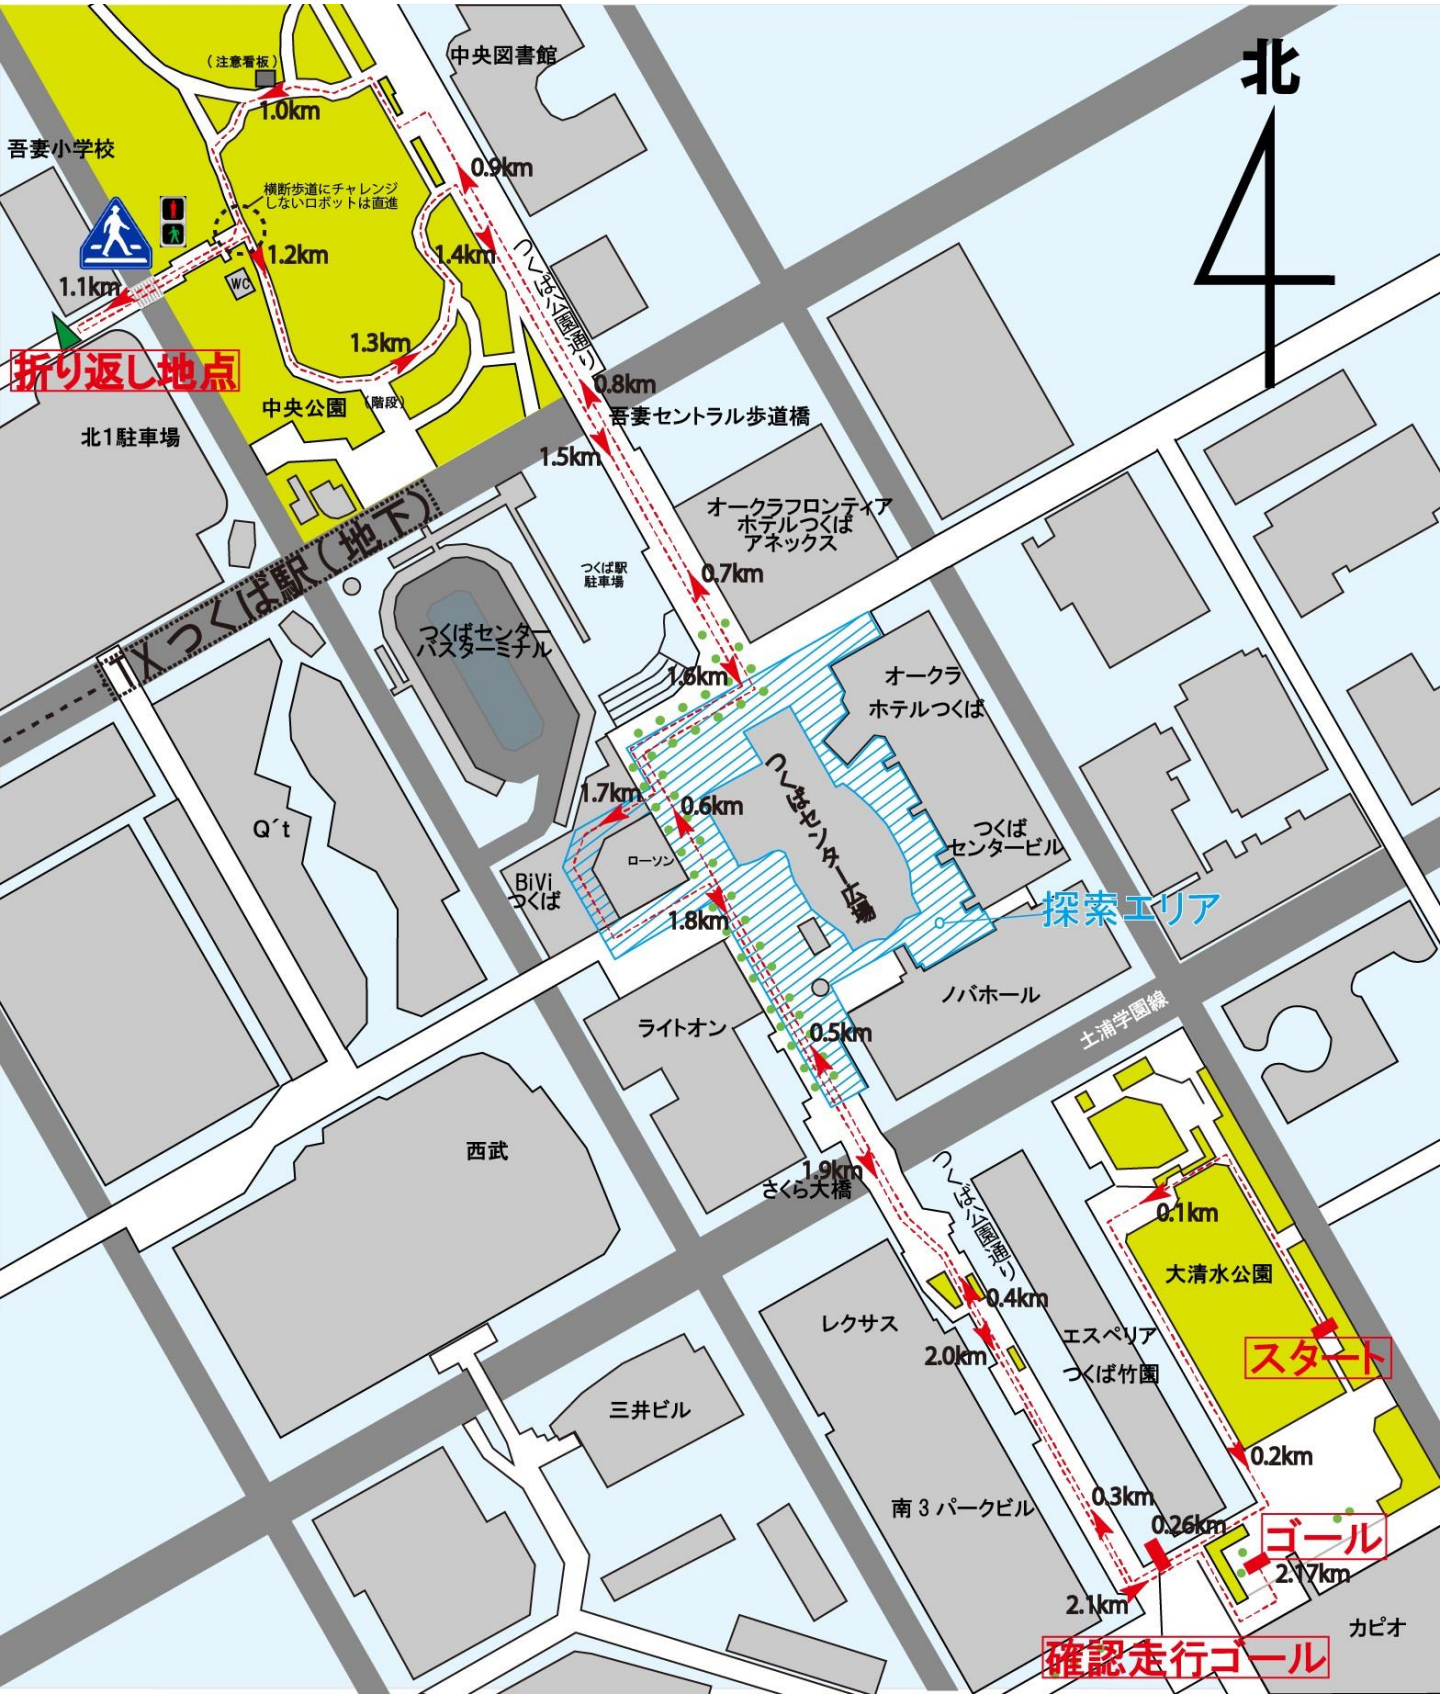 中央図書館
北
(注意看板)
1.0km
吾妻小学校
0.9km
横断歩道にチャレンジ
しないロボットは直進
1.2km
1.4km
つくば公園通り
WC
1.1km
1.3km
折り返し地点
中央公園
(階段)
0.8km
吾妻セントラル歩道橋
北1駐車場
1.5km
オークラフロンティア
ホテルつくば
アネックス
TX つくば駅(地下)
つくば駅
駐車場
0.7km
つくばセンター
バスターミナル
1.6km
オークラ
ホテルつくば
つくばセンター広場
1.7km
0.6km
Q´t
つくば
センタービル
ローソン
BiVi
つくば
1.8km
探索エリア
ノバホール
ライトオン
土浦学園線
0.5km
西武
1.9km
さくら大橋
つくば公園通り
0.1km
大清水公園
0.4km
レクサス
エスペリア
つくば竹園
2.0km
スタート
三井ビル
0.2km
南3パークビル
0.3km
0.26km
ゴール
2.17km
2.1km
カピオ
確認走行ゴール